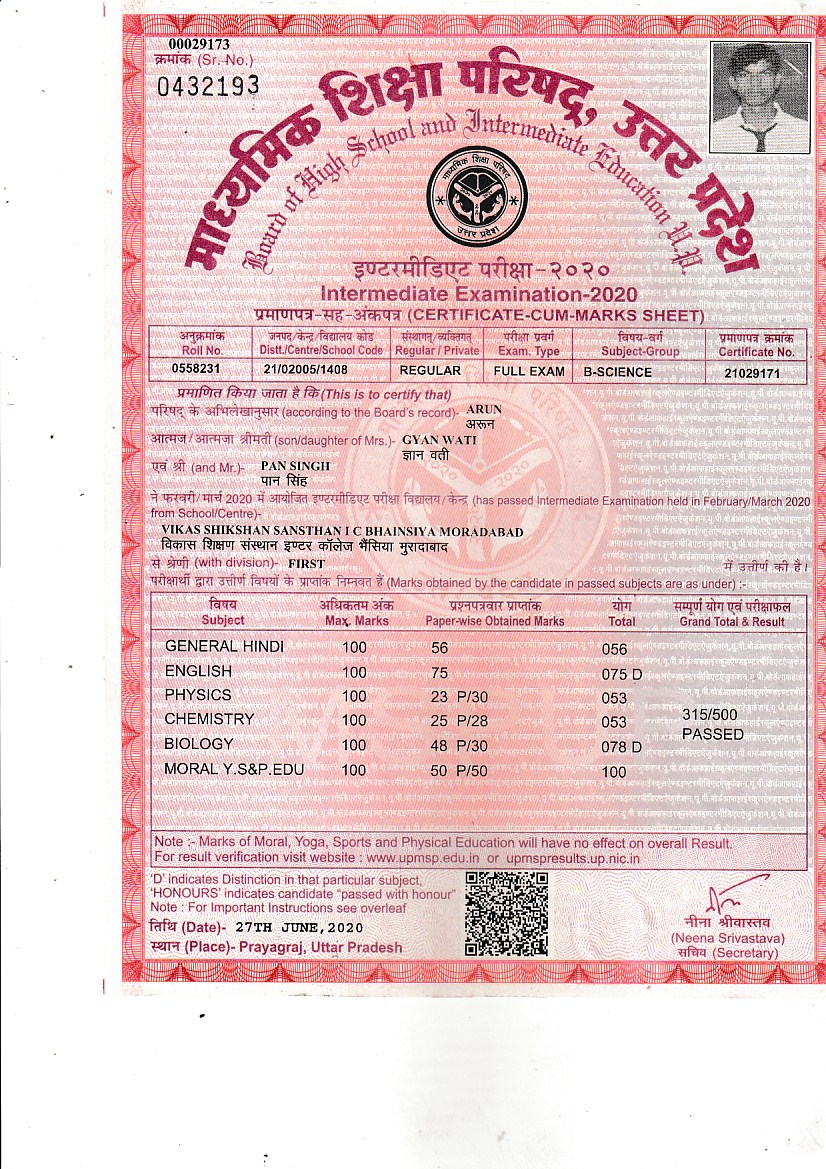 00029173
क्रमांक (Sr. No.)
0432193
माध्यमिक शिक्षा परिषद्, उत्तर प्रदेश
Board of High School and Intermediate Education U.P.
माध्यमिक शिक्षा परिषद्
उत्तर प्रदेश
इण्टरमीडिएट परीक्षा-२०२०
Intermediate Examination-2020
प्रमाणपत्र-सह-अंकपत्र (CERTIFICATE-CUM-MARKS SHEET)
अनुक्रमांक जनपद/केन्द्र/विद्यालय कोड संस्थागत/व्यक्तिगत परीक्षा प्रवर्ग विषय-वर्ग प्रमाणपत्र क्रमांक
Roll No. Distt./Centre/School Code Regular / Private Exam. Type Subject-Group Certificate No.
0558231 21/02005/1408 REGULAR FULL EXAM B-SCIENCE 21029171
प्रमाणित किया जाता है कि (This is to certify that)
परिषद् के अभिलेखानुसार (according to the Board's record)- ARUN
अरून
आत्मज/आत्मजा श्रीमती (son/daughter of Mrs.)- GYAN WATI
ज्ञान वती
एवं श्री (and Mr.)- PAN SINGH
पान सिंह
ने फरवरी/मार्च 2020 में आयोजित इण्टरमीडिएट परीक्षा विद्यालय/केन्द्र (has passed Intermediate Examination held in February/March 2020
from School/Centre)-
VIKAS SHIKSHAN SANSTHAN I C BHAINSIYA MORADABAD
विकास शिक्षण संस्थान इण्टर कॉलेज भैंसिया मुरादाबाद
से श्रेणी (with division)- FIRST में उत्तीर्ण की है।
परीक्षार्थी द्वारा उत्तीर्ण विषयों के प्राप्तांक निम्नवत हैं (Marks obtained by the candidate in passed subjects are as under) :-
विषय अधिकतम अंक प्रश्नपत्रवार प्राप्तांक योग सम्पूर्ण योग एवं परीक्षाफल
Subject Max. Marks Paper-wise Obtained Marks Total Grand Total & Result
GENERAL HINDI 100 56 056
ENGLISH 100 75 075 D
PHYSICS 100 23 P/30 053
CHEMISTRY 100 25 P/28 053
315/500
PASSED
BIOLOGY 100 48 P/30 078 D
MORAL Y.S&P.EDU 100 50 P/50 100
Note :- Marks of Moral, Yoga, Sports and Physical Education will have no effect on overall Result.
For result verification visit website : www.upmsp.edu.in or upmspresults.up.nic.in
'D' indicates Distinction in that particular subject,
'HONOURS' indicates candidate "passed with honour"
Note : For Important Instructions see overleaf
तिथि (Date)- 27TH JUNE,2020
स्थान (Place)- Prayagraj, Uttar Pradesh
नीना श्रीवास्तव
(Neena Srivastava)
सचिव (Secretary)